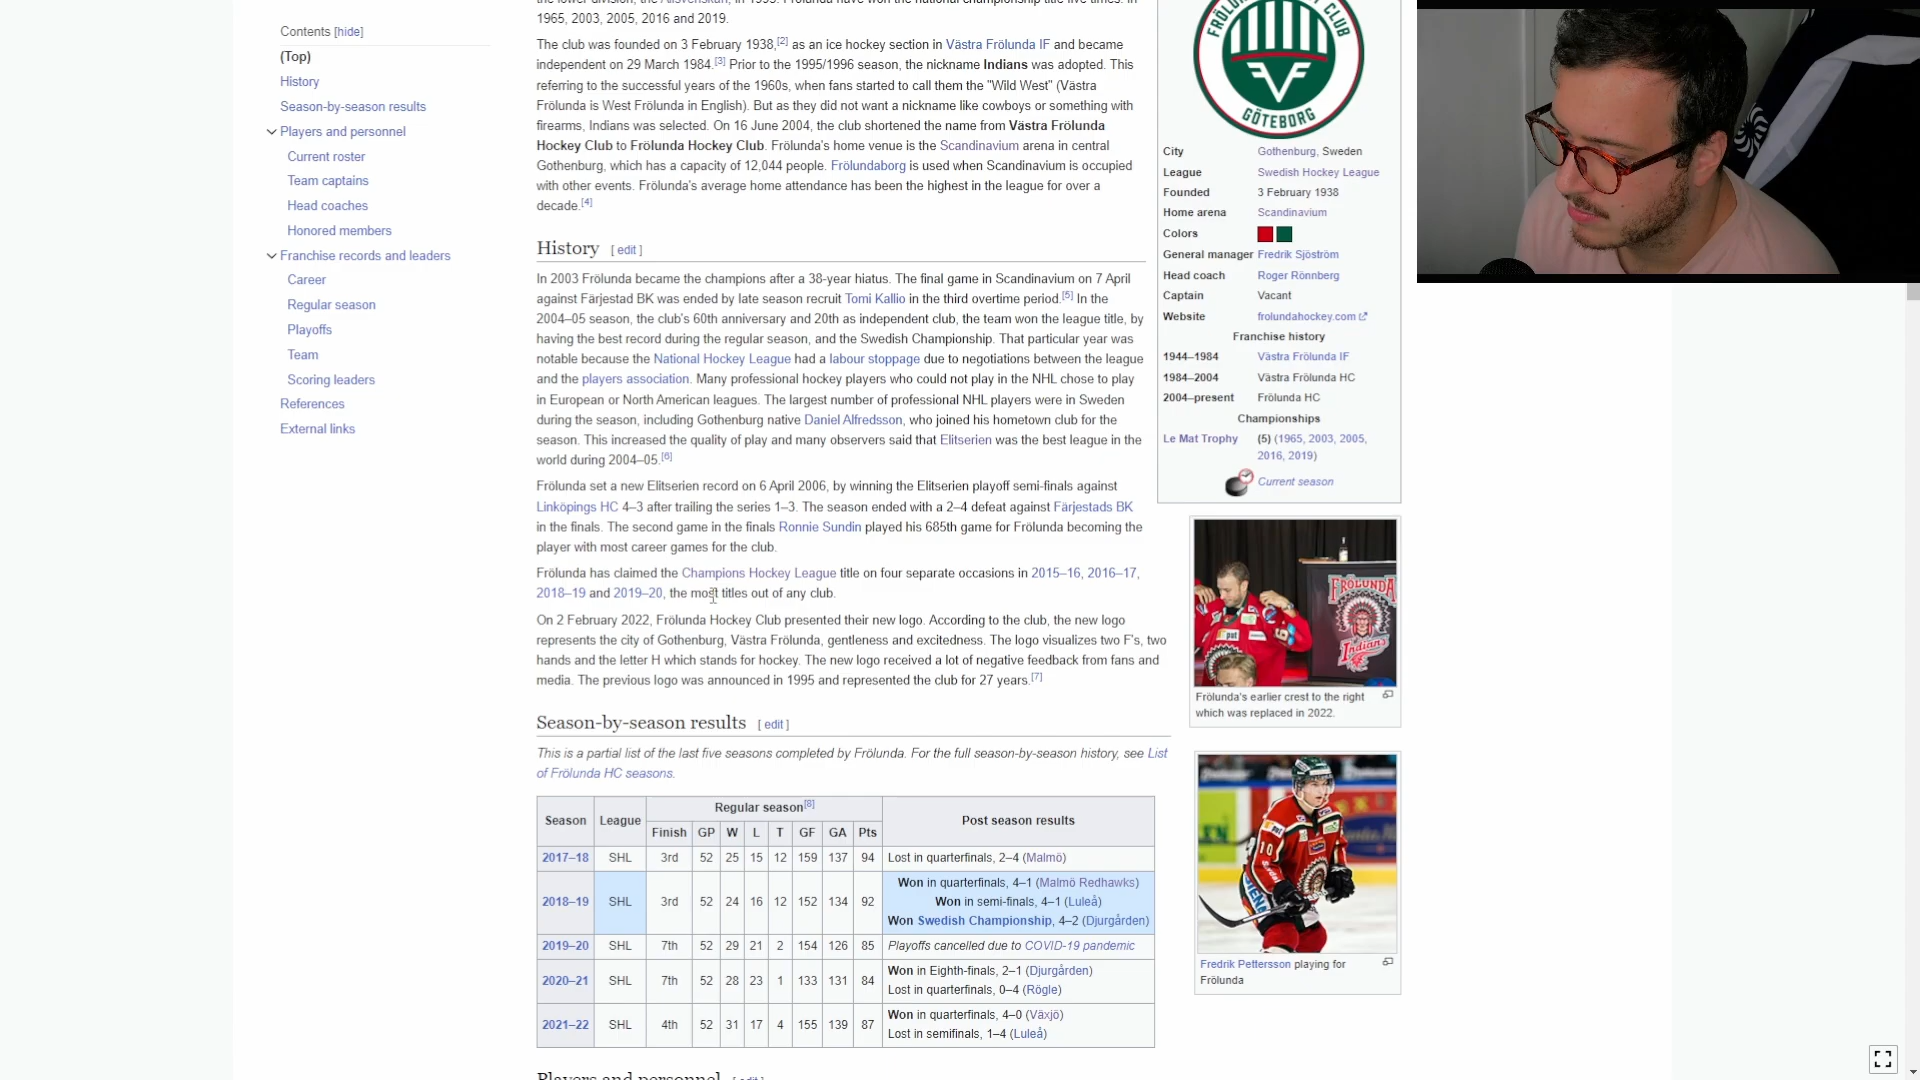 Contents [hide]
(Top)
History
Season-by-season results
Players and personnel
Current roster
Team captains
Head coaches
Honored members
Franchise records and leaders
Career
Regular season
Playoffs
Team
Scoring leaders
References
External links
1965, 2003, 2005, 2016 and 2019.
The club was founded on 3 February 1938,[2] as an ice hockey section in Västra Frölunda IF and became
independent on 29 March 1984.[3] Prior to the 1995/1996 season, the nickname Indians was adopted. This
referring to the successful years of the 1960s, when fans started to call them the "Wild West" (Västra
Frölunda is West Frölunda in English). But as they did not want a nickname like cowboys or something with
firearms, Indians was selected. On 16 June 2004, the club shortened the name from Västra Frölunda
Hockey Club to Frölunda Hockey Club. Frölunda's home venue is the Scandinavium arena in central
Gothenburg, which has a capacity of 12,044 people. Frölundaborg is used when Scandinavium is occupied
with other events. Frölunda's average home attendance has been the highest in the league for over a
decade.[4]
History [ edit ]
In 2003 Frölunda became the champions after a 38-year hiatus. The final game in Scandinavium on 7 April
against Färjestad BK was ended by late season recruit Tomi Kallio in the third overtime period.[5] In the
2004–05 season, the club's 60th anniversary and 20th as independent club, the team won the league title, by
having the best record during the regular season, and the Swedish Championship. That particular year was
notable because the National Hockey League had a labour stoppage due to negotiations between the league
and the players association. Many professional hockey players who could not play in the NHL chose to play
in European or North American leagues. The largest number of professional NHL players were in Sweden
during the season, including Gothenburg native Daniel Alfredsson, who joined his hometown club for the
season. This increased the quality of play and many observers said that Elitserien was the best league in the
world during 2004–05.[6]
Frölunda set a new Elitserien record on 6 April 2006, by winning the Elitserien playoff semi-finals against
Linköpings HC 4–3 after trailing the series 1–3. The season ended with a 2–4 defeat against Färjestads BK
in the finals. The second game in the finals Ronnie Sundin played his 685th game for Frölunda becoming the
player with most career games for the club.
Frölunda has claimed the Champions Hockey League title on four separate occasions in 2015–16, 2016–17,
2018–19 and 2019–20, the most titles out of any club.
On 2 February 2022, Frölunda Hockey Club presented their new logo. According to the club, the new logo
represents the city of Gothenburg, Västra Frölunda, gentleness and excitedness. The logo visualizes two F's, two
hands and the letter H which stands for hockey. The new logo received a lot of negative feedback from fans and
media. The previous logo was announced in 1995 and represented the club for 27 years.[7]
Season-by-season results [ edit ]
This is a partial list of the last five seasons completed by Frölunda. For the full season-by-season history, see List
of Frölunda HC seasons.
Season League Regular season[8] Post season results
Finish GP W L T GF GA Pts
2017–18 SHL 3rd 52 25 15 12 159 137 94 Lost in quarterfinals, 2–4 (Malmö)
Won in quarterfinals, 4–1 (Malmö Redhawks)
2018–19 SHL 3rd 52 24 16 12 152 134 92 Won in semi-finals, 4–1 (Luleå)
Won Swedish Championship, 4–2 (Djurgården)
2019–20 SHL 7th 52 29 21 2 154 126 85 Playoffs cancelled due to COVID-19 pandemic
2020–21 SHL 7th 52 28 23 1 133 131 84 Won in Eighth-finals, 2–1 (Djurgården)
Lost in quarterfinals, 0–4 (Rögle)
2021–22 SHL 4th 52 31 17 4 155 139 87 Won in quarterfinals, 4–0 (Växjö)
Lost in semifinals, 1–4 (Luleå)
GÖTEBORG
City Gothenburg, Sweden
League Swedish Hockey League
Founded 3 February 1938
Home arena Scandinavium
Colors
General manager Fredrik Sjöström
Head coach Roger Rönnberg
Captain Vacant
Website frolundahockey.com
Franchise history
1944–1984 Västra Frölunda IF
1984–2004 Västra Frölunda HC
2004–present Frölunda HC
Championships
Le Mat Trophy (5) (1965, 2003, 2005,
2016, 2019)
Current season
FRÖLUNDA
Indians
Frölunda's earlier crest to the right
which was replaced in 2022.
10
Fredrik Pettersson playing for
Frölunda